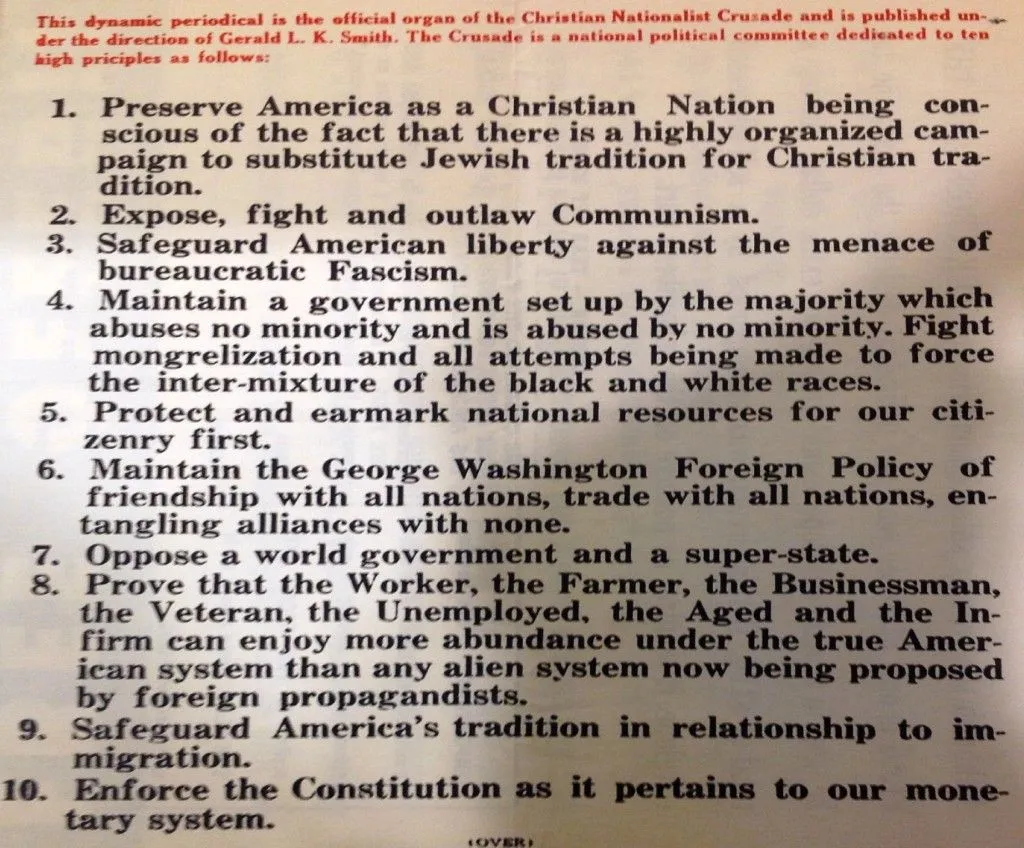 This dynamic periodical is the official organ of the Christian Nationalist Crusade and is published un-
der the direction of Gerald L. K. Smith. The Crusade is a national political committee dedicated to ten
high priciples as follows:
1. Preserve America as a Christian Nation being con-
scious of the fact that there is a highly organized cam-
paign to substitute Jewish tradition for Christian tra-
dition.
2. Expose, fight and outlaw Communism.
3. Safeguard American liberty against the menace of
bureaucratic Fascism.
4. Maintain a government set up by the majority which
abuses no minority and is abused by no minority. Fight
mongrelization and all attempts being made to force
the inter-mixture of the black and white races.
5. Protect and earmark national resources for our citi-
zenry first.
6. Maintain the George Washington Foreign Policy of
friendship with all nations, trade with all nations, en-
tangling alliances with none.
7. Oppose a world government and a super-state.
8. Prove that the Worker, the Farmer, the Businessman,
the Veteran, the Unemployed, the Aged and the In-
firm can enjoy more abundance under the true Amer-
ican system than any alien system now being proposed
by foreign propagandists.
9. Safeguard America's tradition in relationship to im-
migration.
10. Enforce the Constitution as it pertains to our mone-
tary system.
(OVER)